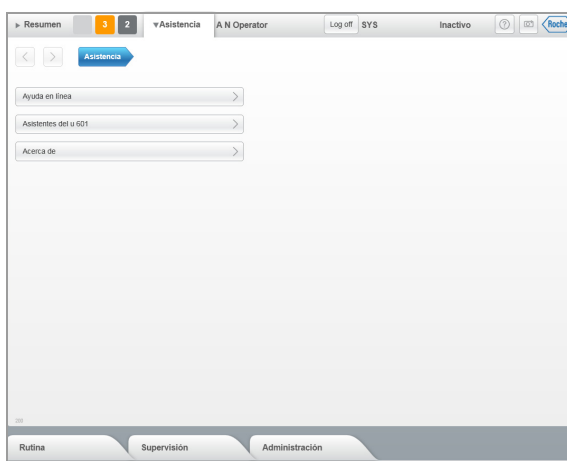 Resumen 3 2 Asistencia A N Operator Log off SYS Inactivo ? Roche
Asistencia
Ayuda en línea
Asistentes del u 601
Acerca de
Rutina Supervisión Administración